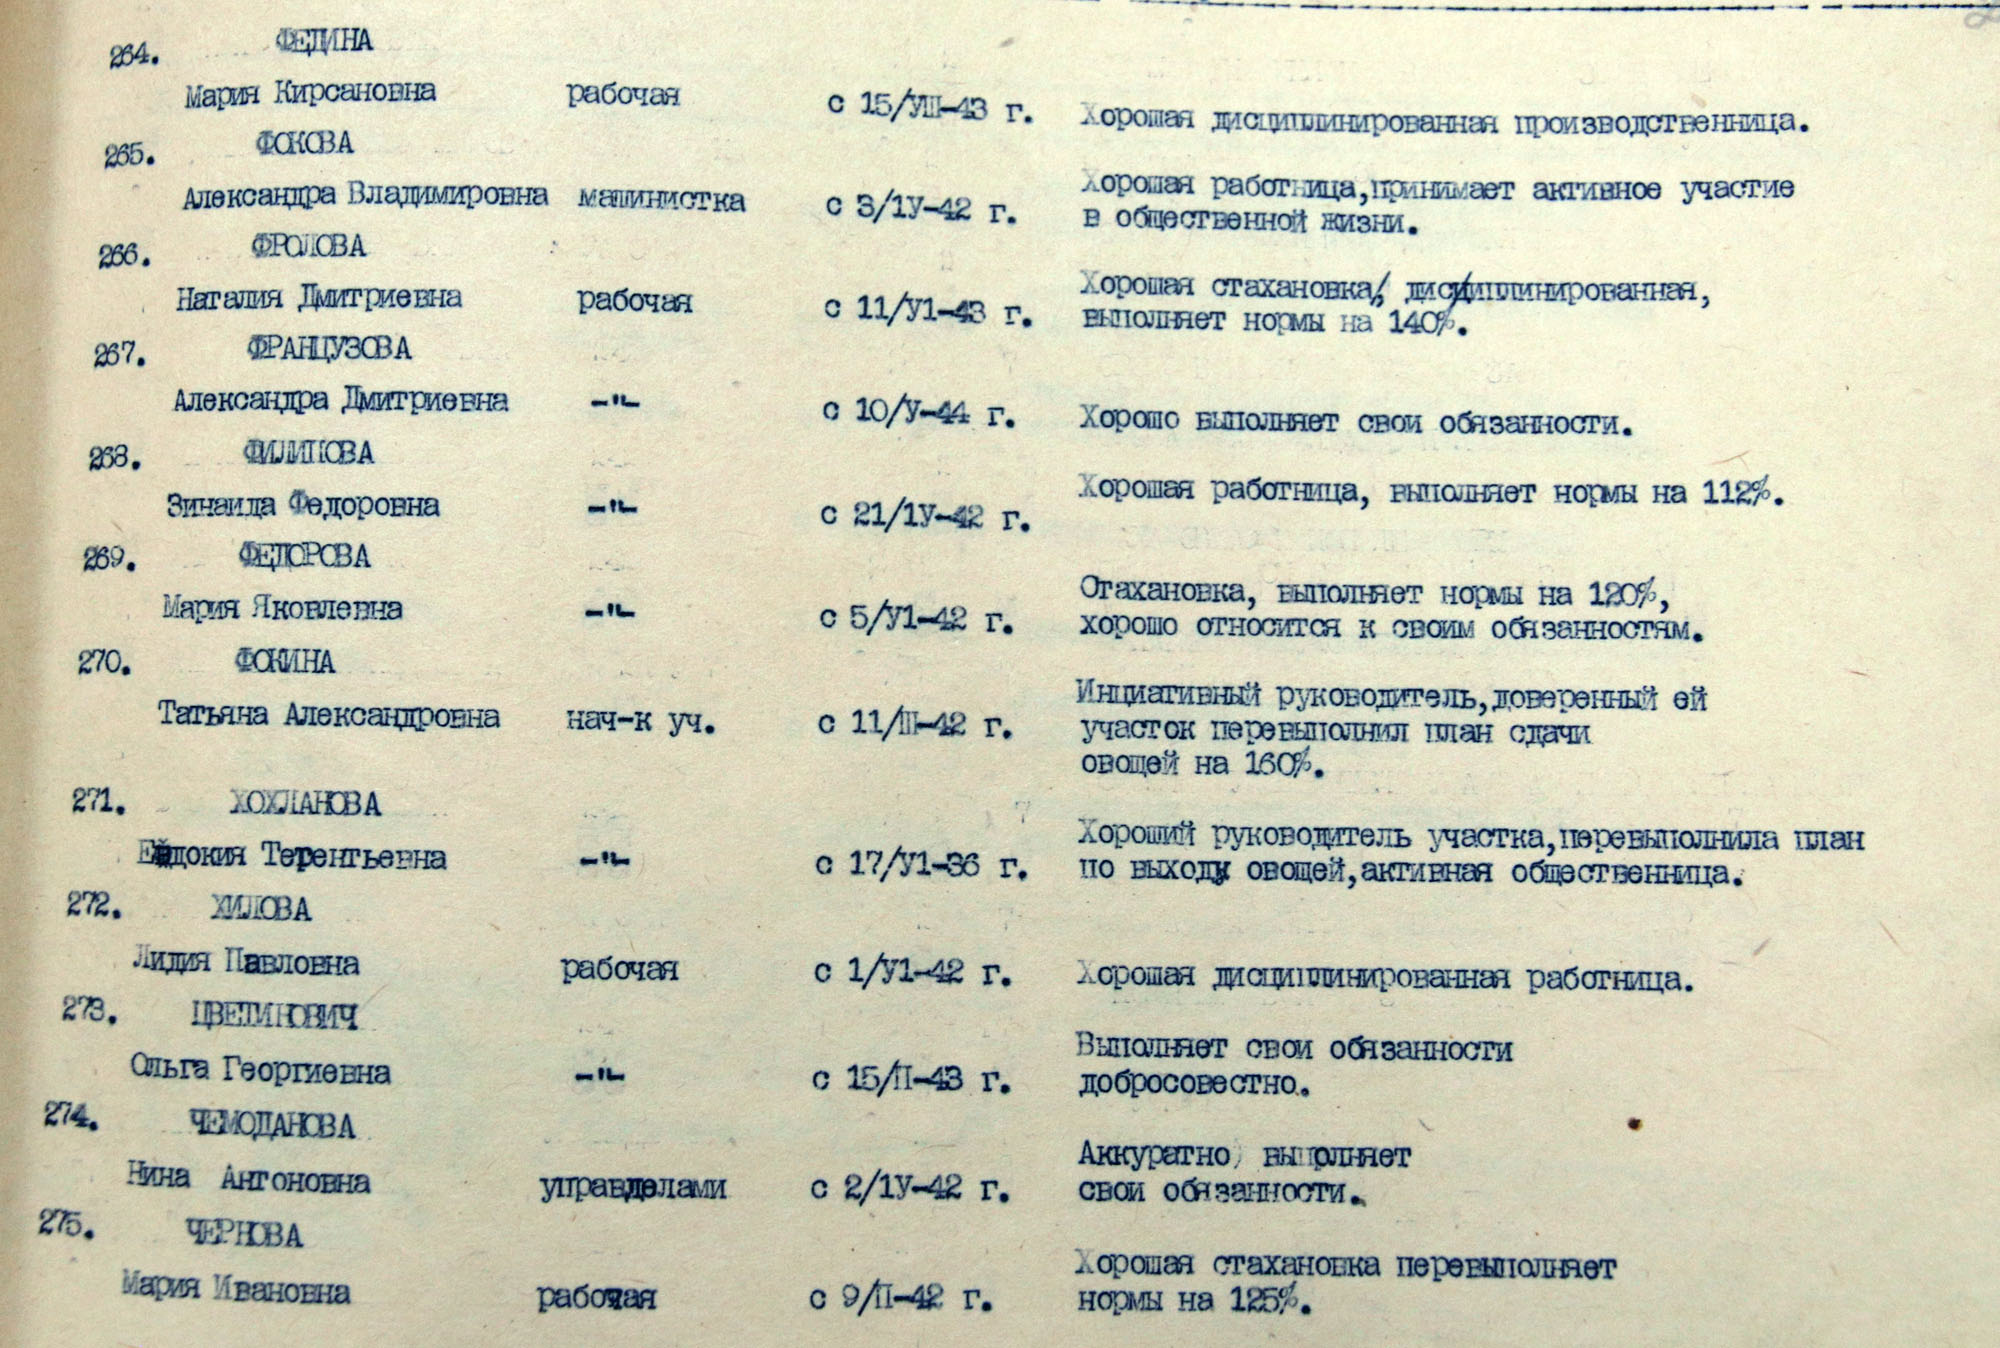 264. ФЕДИНА
Мария Кирсановна рабочая с 15/УШ-43 г. Хорошая дисциплинированная производственница.
265. ФОКОВА
Александра Владимировна машинистка с 3/1У-42 г. Хорошая работница,принимает активное участие
в общественной жизни.
266. ФРОЛОВА
Наталия Дмитриевна рабочая с 11/У1-43 г. Хорошая стахановка, дисциплинированная,
выполняет нормы на 140%.
267. ФРАНЦУЗОВА
Александра Дмитриевна -"- с 10/У-44 г. Хорошо выполняет свои обязанности.
268. ФИЛИПОВА
Зинаида Федоровна -"- с 21/1У-42 г. Хорошая работница, выполняет нормы на 112%.
269. ФЕДОРОВА
Мария Яковлевна -"- с 5/У1-42 г. Отахановка, выполняет нормы на 120%,
хорошо относится к своим обязанностям.
270. ФОКИНА
Татьяна Александровна нач-к уч. с 11/Ш-42 г. Инциативный руководитель,доверенный ей
участок перевыполнил план сдачи
овощей на 160%.
271. ХОХЛАНОВА
Евдокия Терентьевна -"- с 17/У1-36 г. Хороший руководитель участка,перевыполнила план
по выходу овощей,активная общественница.
272. ХИЛОВА
Лидия Павловна рабочая с 1/У1-42 г. Хорошая дисциплинированная работница.
273. ЦВЕТИНОВИЧ
Ольга Георгиевна -"- с 15/П-43 г. Выполняет свои обязанности
добросовестно.
274. ЧЕМОДАНОВА
Нина Антоновна управделами с 2/1У-42 г. Аккуратно, выполняет
свои обязанности.
275. ЧЕРНОВА
Мария Ивановна рабочая с 9/П-42 г. Хорошая стахановка перевыполняет
нормы на 125%.